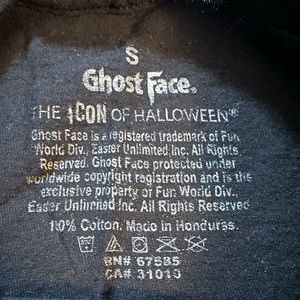 S
Ghost Face®
THE ICON OF HALLOWEEN®
Ghost Face is a registered trademark of Fun
World Div., Easter Unlimited Inc. All Rights
Reserved. Ghost Face protected under
worldwide copyright registration and is the
exclusive property of Fun World Div.,
Easter Unlimited Inc. All Rights Reserved
100% Cotton. Made in Honduras.
RN# 67585
CA# 31010